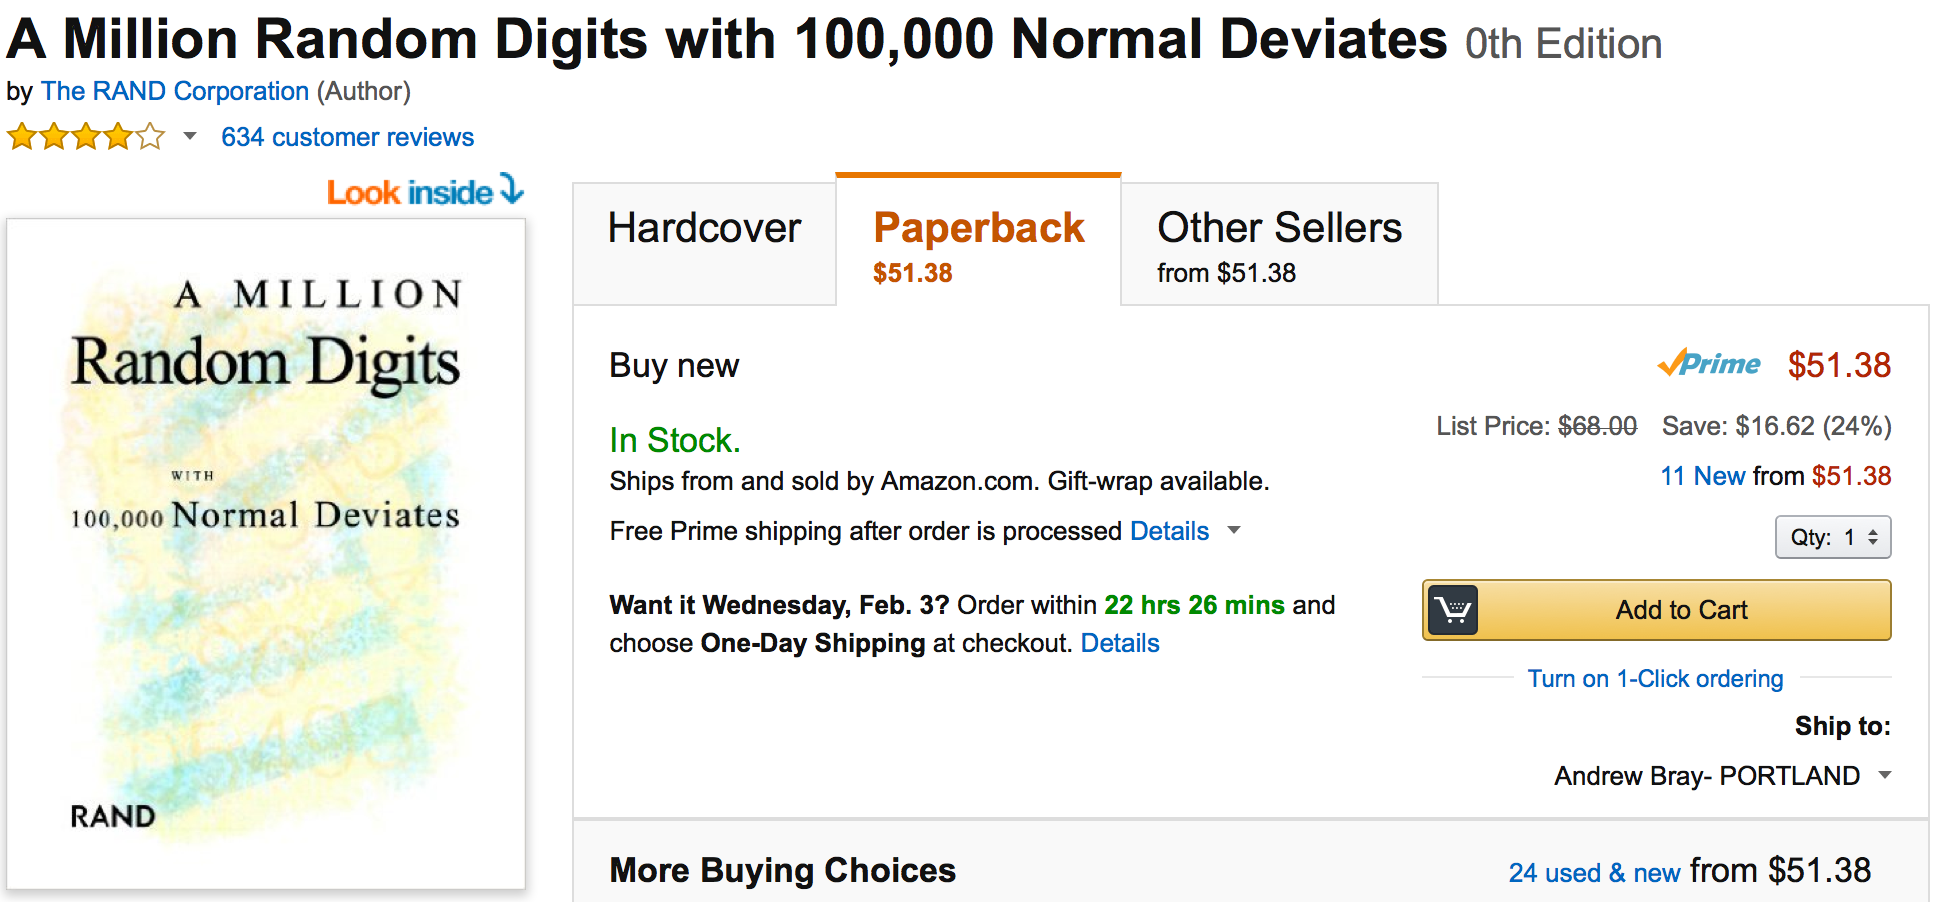 A Million Random Digits with 100,000 Normal Deviates 0th Edition
by The RAND Corporation (Author)
634 customer reviews
Look inside
A MILLION
Random Digits
WITH
100,000 Normal Deviates
RAND
Hardcover
Paperback
$51.38
Other Sellers
from $51.38
Buy new
Prime $51.38
List Price: $68.00 Save: $16.62 (24%)
11 New from $51.38
In Stock.
Ships from and sold by Amazon.com. Gift-wrap available.
Free Prime shipping after order is processed Details
Qty: 1
Want it Wednesday, Feb. 3? Order within 22 hrs 26 mins and
choose One-Day Shipping at checkout. Details
Add to Cart
Turn on 1-Click ordering
Ship to:
Andrew Bray- PORTLAND
More Buying Choices
24 used & new from $51.38